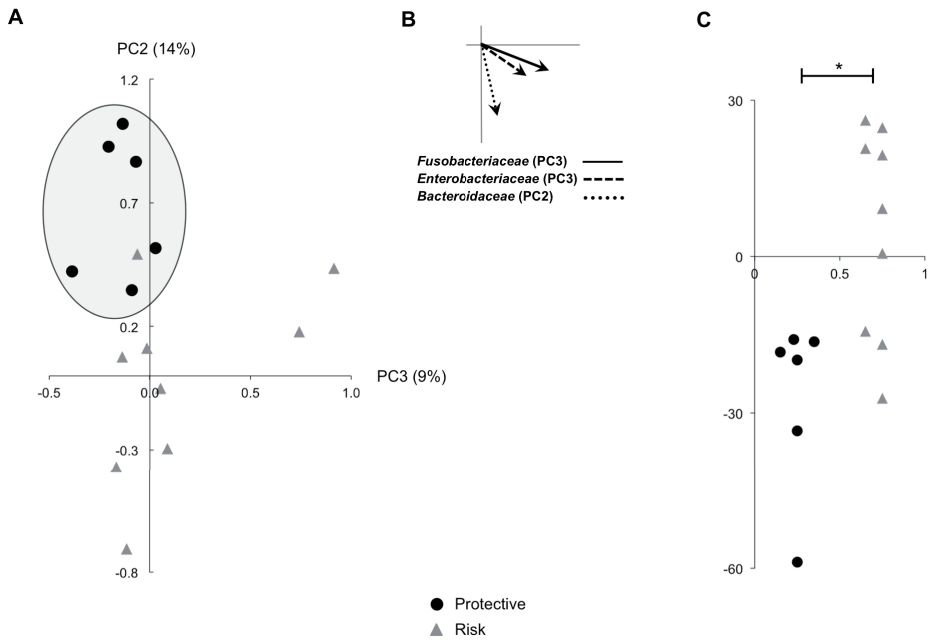 A
PC2 (14%)
1.2
0.7
0.2
-0.3
-0.8
-0.5
0.0
0.5
1.0
PC3 (9%)
B
Fusobacteriaceae (PC3)
Enterobacteriaceae (PC3)
Bacteroidaceae (PC2)
C
*
30
0
-30
-60
0
0.5
1
Protective
Risk